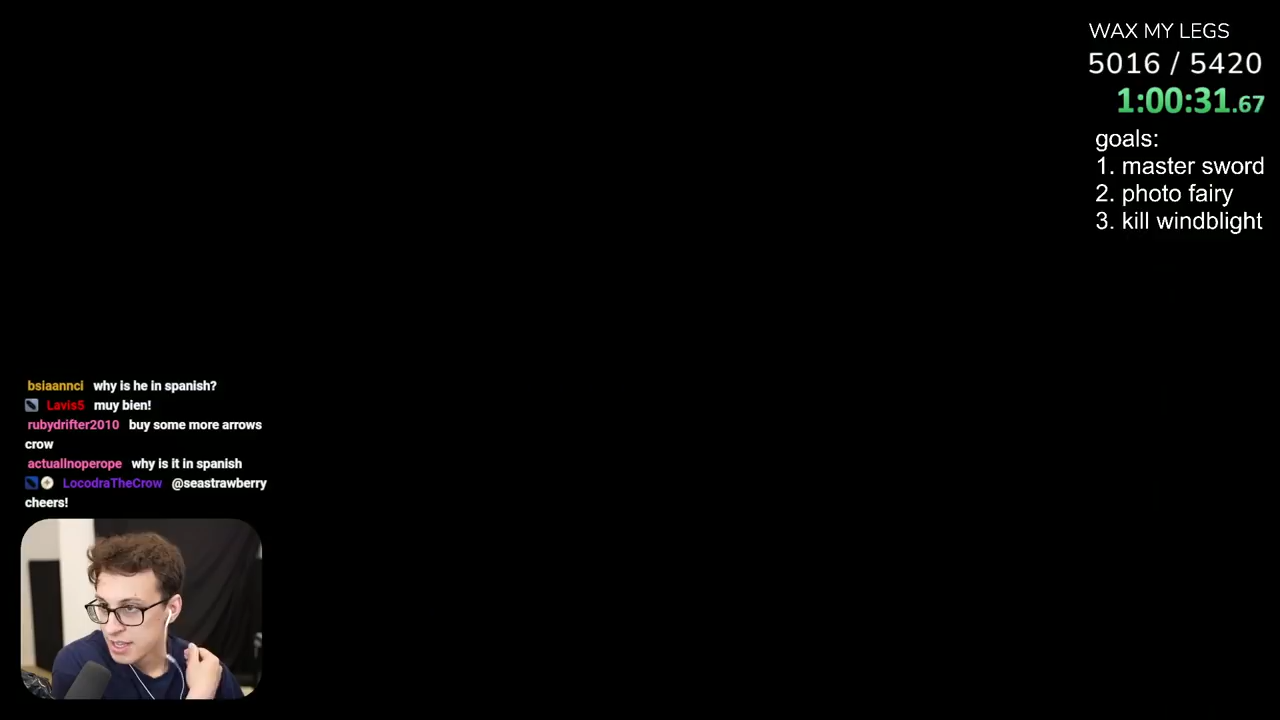 WAX MY LEGS
5016 / 5420
1:00:31.67
goals:
1. master sword
2. photo fairy
3. kill windblight
bsiaannci why is he in spanish?
Lavis5 muy bien!
rubydrifter2010 buy some more arrows
crow
actuallnoperope why is it in spanish
LocodraTheCrow @seastrawberry
cheers!